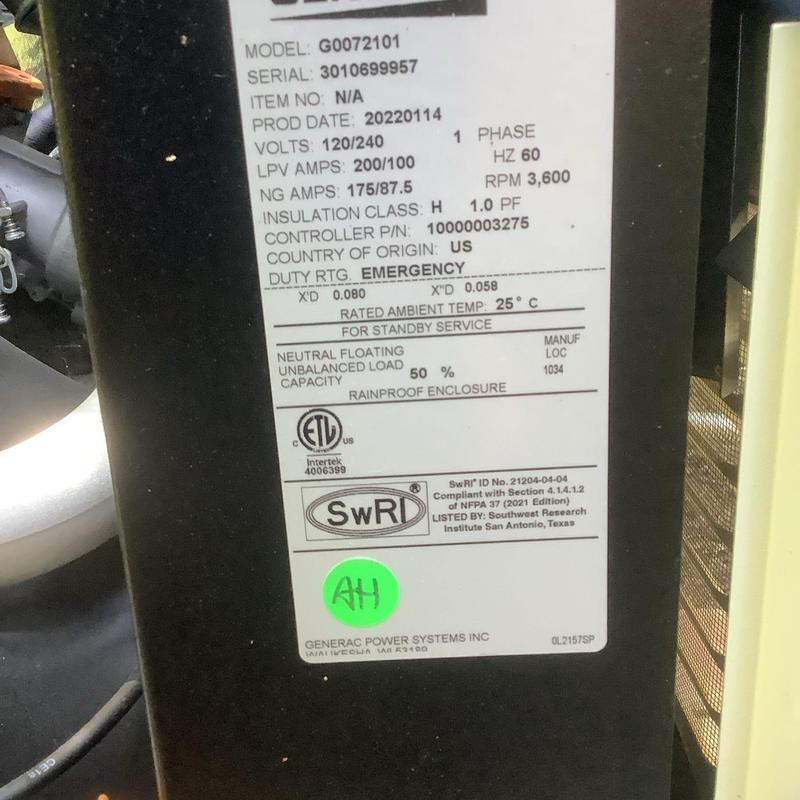 MODEL: G0072101
SERIAL: 3010699957
ITEM NO: N/A
PROD DATE: 20220114
VOLTS: 120/240 1 PHASE
LPV AMPS: 200/100 HZ 60
NG AMPS: 175/87.5 RPM 3,600
INSULATION CLASS: H 1.0 PF
CONTROLLER P/N: 10000003275
COUNTRY OF ORIGIN: US
DUTY RTG. EMERGENCY
X'D 0.080 X"D 0.058
RATED AMBIENT TEMP: 25° C
FOR STANDBY SERVICE
NEUTRAL FLOATING
UNBALANCED LOAD
CAPACITY 50 %
MANUF
LOC
1034
RAINPROOF ENCLOSURE
C ETL US
Intertek
4006399
SwRI®
SwRI® ID No. 21204-04-04
Compliant with Section 4.1.4.1.2
of NFPA 37 (2021 Edition)
LISTED BY: Southwest Research
Institute San Antonio, Texas
AH
GENERAC POWER SYSTEMS INC 0L2157SP
WAUKESHA, WI 53189
CE18